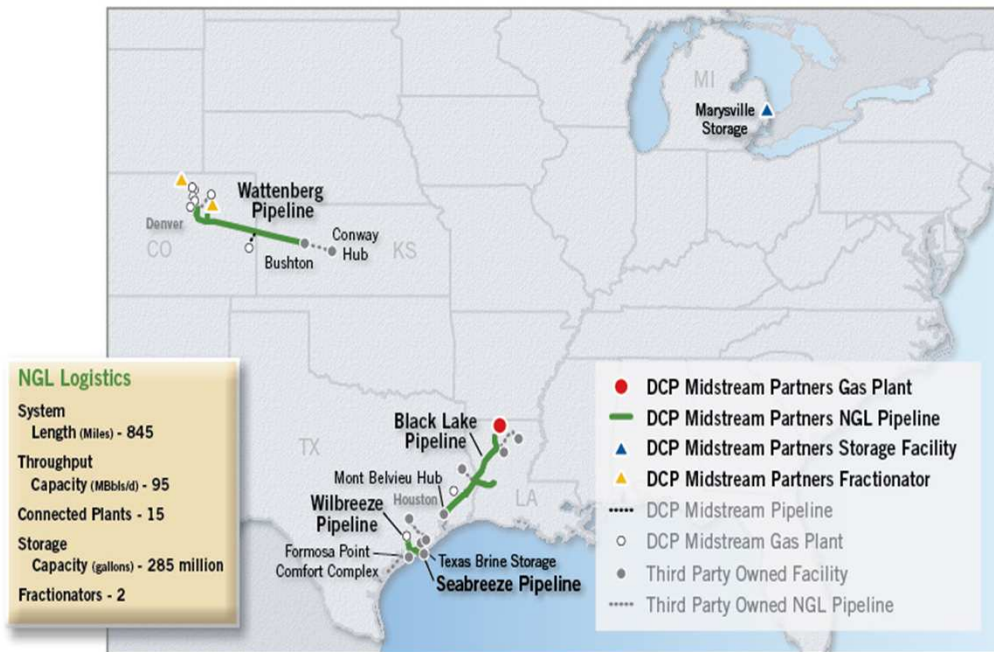 MI
Marysville
Storage
Wattenberg
Pipeline
Denver
CO
Conway
Hub
KS
Bushton
NGL Logistics
System
Length (Miles) - 845
Throughput
Capacity (MBbls/d) - 95
Connected Plants - 15
Storage
Capacity (gallons) - 285 million
Fractionators - 2
TX
Black Lake
Pipeline
Mont Belvieu Hub
Houston
LA
Wilbreeze
Pipeline
Formosa Point
Comfort Complex
Texas Brine Storage
Seabreeze Pipeline
DCP Midstream Partners Gas Plant
DCP Midstream Partners NGL Pipeline
DCP Midstream Partners Storage Facility
DCP Midstream Partners Fractionator
DCP Midstream Pipeline
DCP Midstream Gas Plant
Third Party Owned Facility
Third Party Owned NGL Pipeline